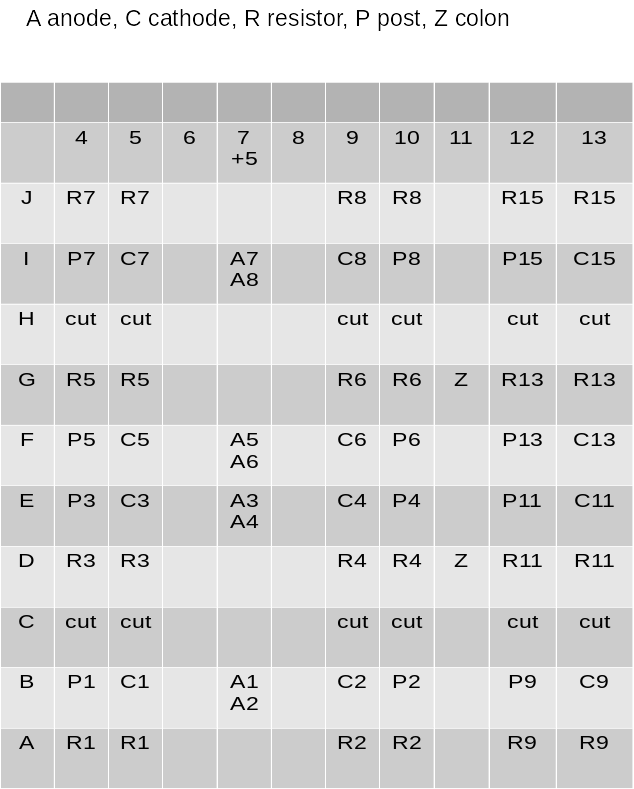 A anode, C cathode, R resistor, P post, Z colon
4 5 6 7 8 9 10 11 12 13
+5
J R7 R7 R8 R8 R15 R15
I P7 C7 A7 C8 P8 P15 C15
A8
H cut cut cut cut cut cut
G R5 R5 R6 R6 Z R13 R13
F P5 C5 A5 C6 P6 P13 C13
A6
E P3 C3 A3 C4 P4 P11 C11
A4
D R3 R3 R4 R4 Z R11 R11
C cut cut cut cut cut cut
B P1 C1 A1 C2 P2 P9 C9
A2
A R1 R1 R2 R2 R9 R9